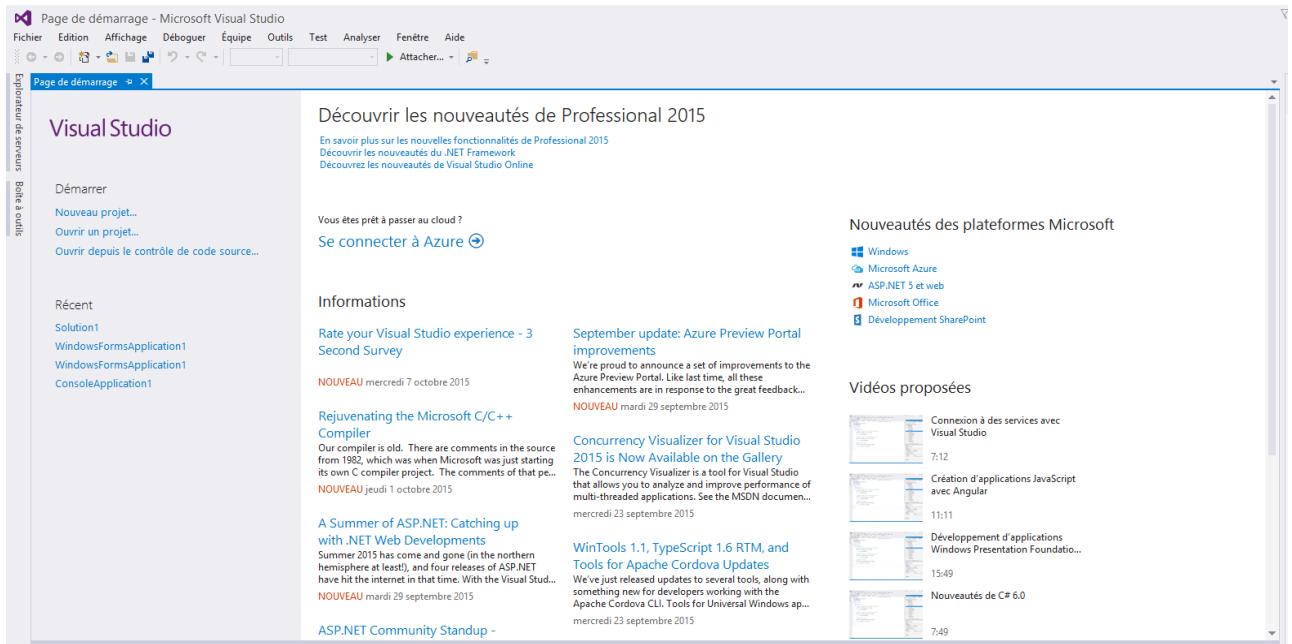 Page de démarrage - Microsoft Visual Studio
Fichier Edition Affichage Déboguer Équipe Outils Test Analyser Fenêtre Aide
Attacher...
Explorateur de serveurs
Boîte à outils
Page de démarrage
Visual Studio
Démarrer
Nouveau projet...
Ouvrir un projet...
Ouvrir depuis le contrôle de code source...
Récent
Solution1
WindowsFormsApplication1
WindowsFormsApplication1
ConsoleApplication1
Découvrir les nouveautés de Professional 2015
En savoir plus sur les nouvelles fonctionnalités de Professional 2015
Découvrir les nouveautés du .NET Framework
Découvrez les nouveautés de Visual Studio Online
Vous êtes prêt à passer au cloud ?
Se connecter à Azure
Informations
Rate your Visual Studio experience - 3
Second Survey
NOUVEAU mercredi 7 octobre 2015
Rejuvenating the Microsoft C/C++
Compiler
Our compiler is old. There are comments in the source
from 1982, which was when Microsoft was just starting
its own C compiler project. The comments of that pe...
NOUVEAU jeudi 1 octobre 2015
A Summer of ASP.NET: Catching up
with .NET Web Developments
Summer 2015 has come and gone (in the northern
hemisphere at least!), and four releases of ASP.NET
have hit the internet in that time. With the Visual Stud...
NOUVEAU mardi 29 septembre 2015
ASP.NET Community Standup -
September update: Azure Preview Portal
improvements
We're proud to announce a set of improvements to the
Azure Preview Portal. Like last time, all these
enhancements are in response to the great feedback...
NOUVEAU mardi 29 septembre 2015
Concurrency Visualizer for Visual Studio
2015 is Now Available on the Gallery
The Concurrency Visualizer is a tool for Visual Studio
that allows you to analyze and improve performance of
multi-threaded applications. See the MSDN documen...
mercredi 23 septembre 2015
WinTools 1.1, TypeScript 1.6 RTM, and
Tools for Apache Cordova Updates
We've just released updates to several tools, along with
something new for developers working with the
Apache Cordova CLI. Tools for Universal Windows ap...
mercredi 23 septembre 2015
Nouveautés des plateformes Microsoft
Windows
Microsoft Azure
ASP.NET 5 et web
Microsoft Office
Développement SharePoint
Vidéos proposées
Connexion à des services avec
Visual Studio
7:12
Création d'applications JavaScript
avec Angular
11:11
Développement d'applications
Windows Presentation Foundatio...
15:49
Nouveautés de C# 6.0
7:49